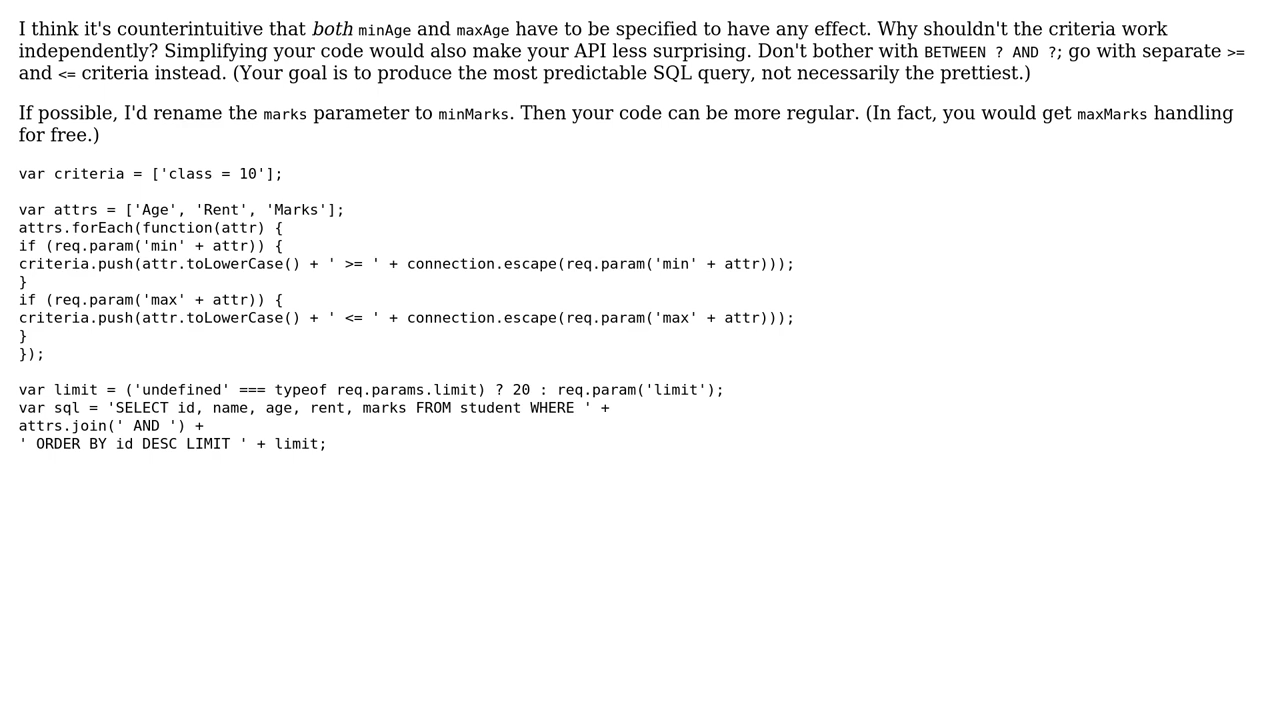 I think it's counterintuitive that both minAge and maxAge have to be specified to have any effect. Why shouldn't the criteria work
independently? Simplifying your code would also make your API less surprising. Don't bother with BETWEEN ? AND ?; go with separate >=
and <= criteria instead. (Your goal is to produce the most predictable SQL query, not necessarily the prettiest.)
If possible, I'd rename the marks parameter to minMarks. Then your code can be more regular. (In fact, you would get maxMarks handling
for free.)
var criteria = ['class = 10'];
var attrs = ['Age', 'Rent', 'Marks'];
attrs.forEach(function(attr) {
if (req.param('min' + attr)) {
criteria.push(attr.toLowerCase() + ' >= ' + connection.escape(req.param('min' + attr)));
}
if (req.param('max' + attr)) {
criteria.push(attr.toLowerCase() + ' <= ' + connection.escape(req.param('max' + attr)));
}
});
var limit = ('undefined' === typeof req.params.limit) ? 20 : req.param('limit');
var sql = 'SELECT id, name, age, rent, marks FROM student WHERE ' +
attrs.join(' AND ') +
' ORDER BY id DESC LIMIT ' + limit;